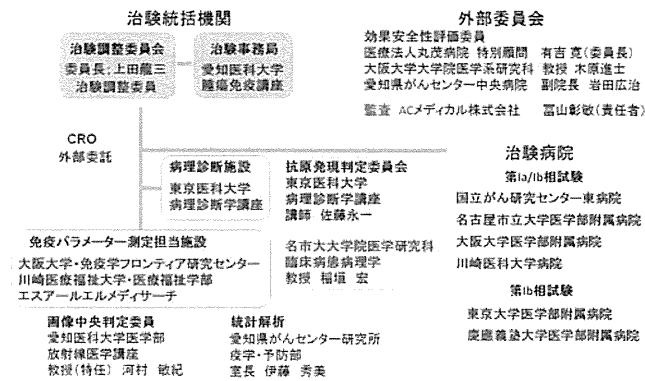 治験統括機関
治験調整委員会
委員長：上田龍三
治験調整委員
治験事務局
愛知医科大学
腫瘍免疫講座
外部委員会
効果安全性評価委員
医療法人丸茂病院 特別顧問 有吉 寛（委員長）
大阪大学大学院医学系研究科 教授 木原進士
愛知県がんセンター中央病院 副院長 岩田広治
監査 ACメディカル株式会社 冨山彰敬（責任者）
CRO
外部委託
病理診断施設
東京医科大学
病理診断学講座
抗原発現判定委員会
東京医科大学
病理診断学講座
講師 佐藤永一
名市大大学院医学研究科
臨床病態病理学
教授 稲垣 宏
治験病院
第Ia/Ib相試験
国立がん研究センター東病院
名古屋市立大学医学部附属病院
大阪大学医学部附属病院
川崎医科大学病院
第Ib相試験
東京大学医学部附属病院
慶應義塾大学医学部附属病院
免疫パラメーター測定担当施設
大阪大学・免疫学フロンティア研究センター
川崎医療福祉大学・医療福祉学部
エスアールエルメディサーチ
画像中央判定委員
愛知医科大学医学部
放射線医学講座
教授（特任） 河村 敏紀
統計解析
愛知県がんセンター研究所
疫学・予防部
室長 伊藤 秀美